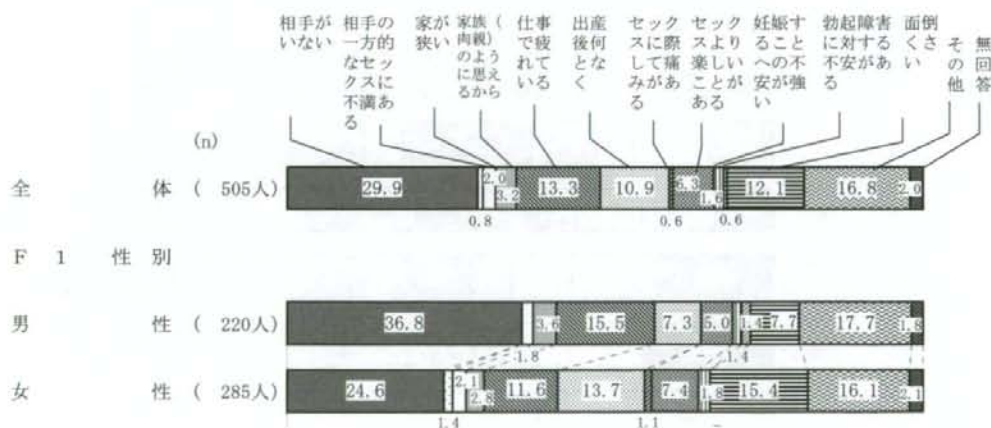 相手がいない
相手の一方的なセックスに不満がある
家が狭い
家族(肉親)のように思えるから
仕事で疲れている
出産後何となく
セックスに際して痛みがある
セックスより楽しいことがある
妊娠することへの不安が強い
勃起障害に対する不安がある
面倒くさい
その他
無回答
(n)
全 体 ( 505人) 29.9 2.0 3.2 13.3 10.9 6.3 1.6 12.1 16.8 2.0
0.8 0.6 0.6
F 1 性 別
男 性 ( 220人) 36.8 3.6 15.5 7.3 5.0 1.4 7.7 17.7 1.8
1.8 1.4
女 性 ( 285人) 24.6 2.1 2.8 11.6 13.7 7.4 1.8 15.4 16.1 2.1
1.4 1.1